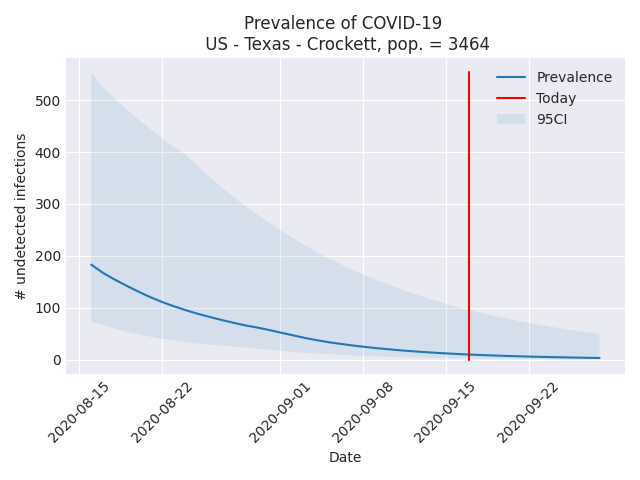 Prevalence of COVID-19
US - Texas - Crockett, pop. = 3464
Prevalence
Today
95CI
# undetected infections
500
400
300
200
100
0
2020-08-15
2020-08-22
2020-09-01
2020-09-08
2020-09-15
2020-09-22
Date